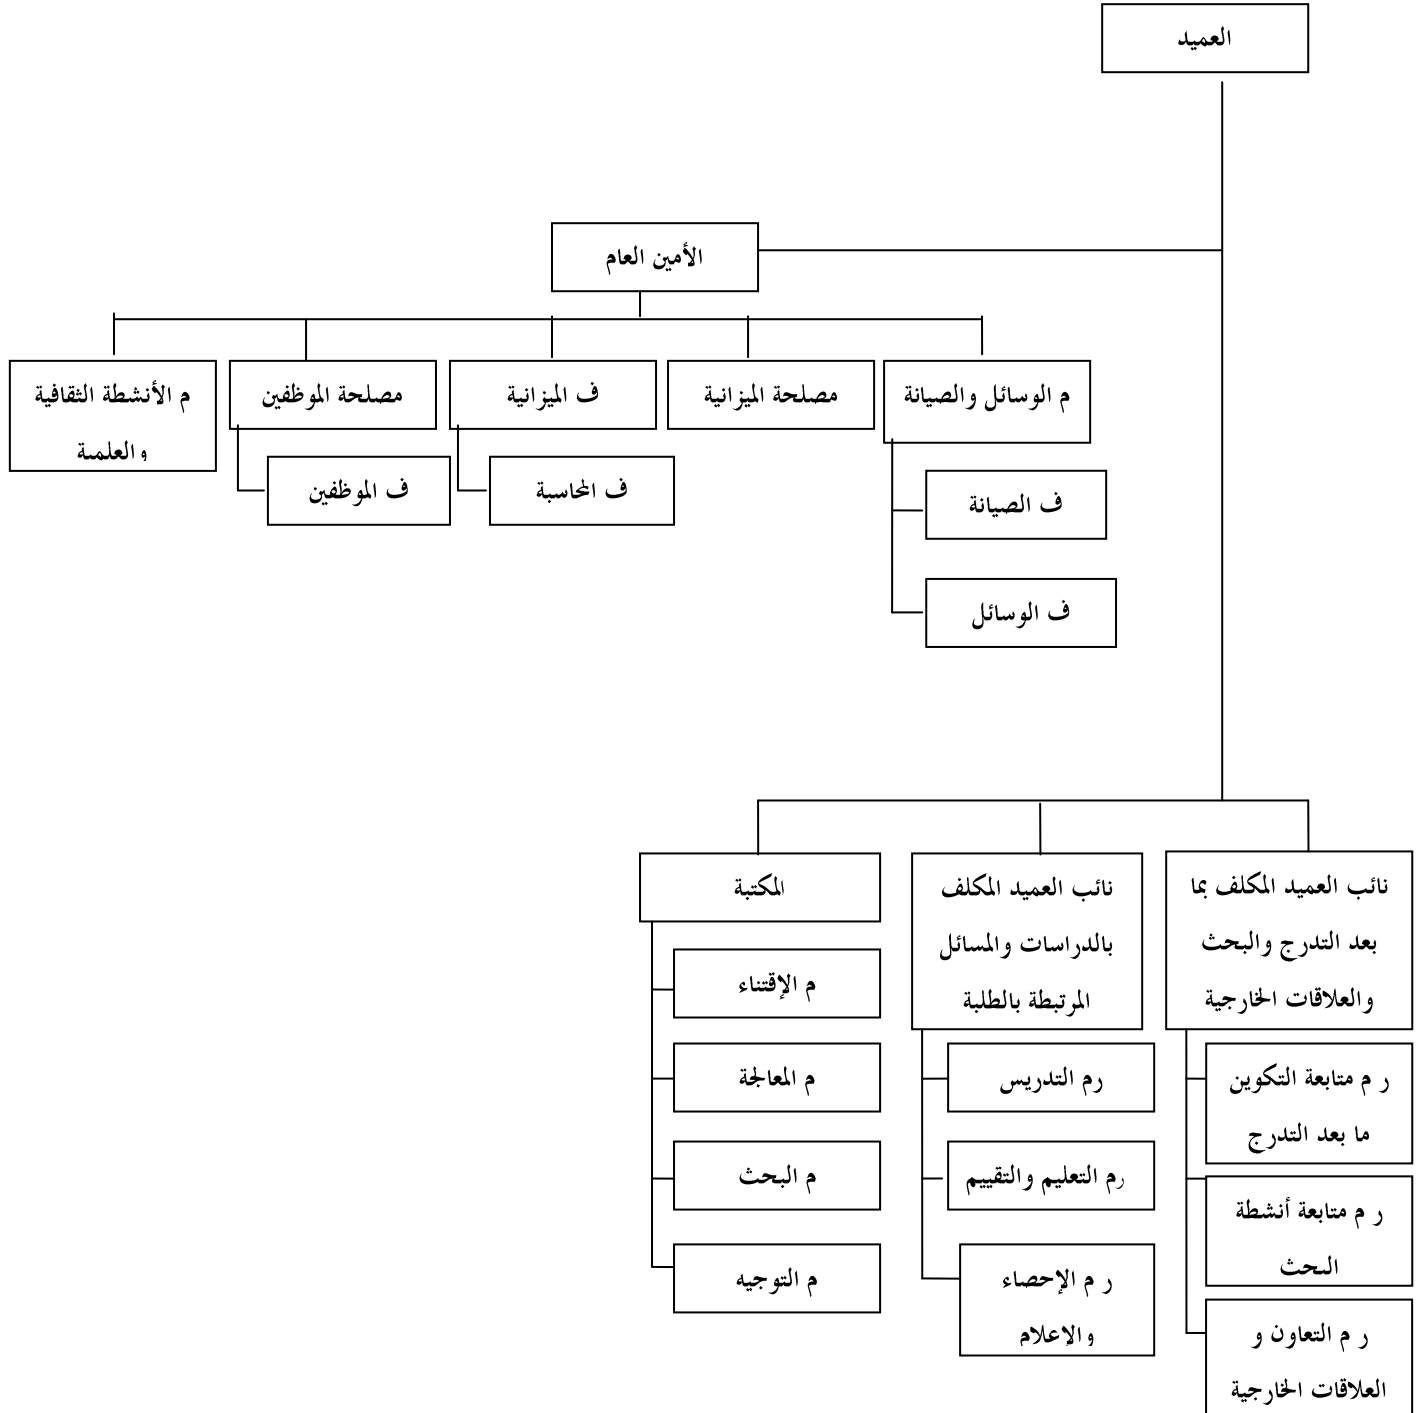 العميد
الأمين العام
م الوسائل والصيانة
ف الصيانة
ف الوسائل
مصلحة الميزانية
ف الميزانية
ف المحاسبة
مصلحة الموظفين
ف الموظفين
م الأنشطة الثقافية
والعلمية
نائب العميد المكلف بما
بعد التدرج والبحث
والعلاقات الخارجية
ر م متابعة التكوين
ما بعد التدرج
ر م متابعة أنشطة
البحث
ر م التعاون و
العلاقات الخارجية
نائب العميد المكلف
بالدراسات والمسائل
المرتبطة بالطلبة
رم التدريس
رم التعليم والتقييم
ر م الإحصاء
والإعلام
المكتبة
م الإقتناء
م المعالجة
م البحث
م التوجيه